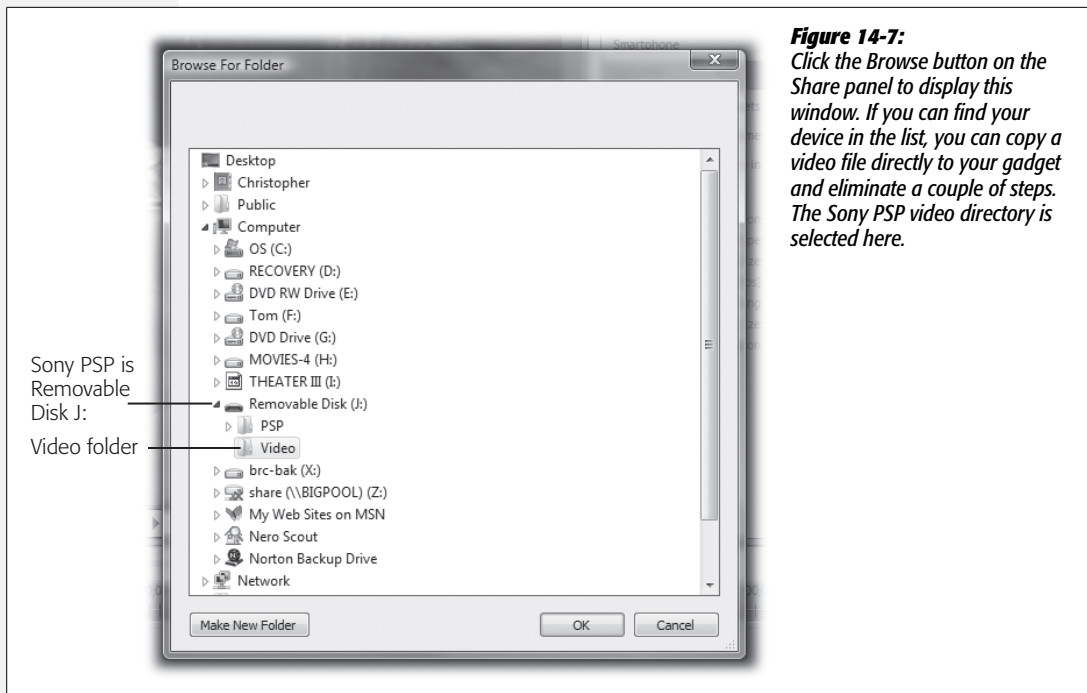 Smartphone
Browse For Folder
Desktop
Christopher
Public
Computer
OS (C:)
RECOVERY (D:)
DVD RW Drive (E:)
Tom (F:)
DVD Drive (G:)
MOVIES-4 (H:)
THEATER III (I:)
Removable Disk (J:)
PSP
Video
brc-bak (X:)
share (\\BIGPOOL) (Z:)
My Web Sites on MSN
Nero Scout
Norton Backup Drive
Network
Make New Folder
OK
Cancel
Sony PSP is
Removable
Disk J:
Video folder
Figure 14-7:
Click the Browse button on the
Share panel to display this
window. If you can find your
device in the list, you can copy a
video file directly to your gadget
and eliminate a couple of steps.
The Sony PSP video directory is
selected here.